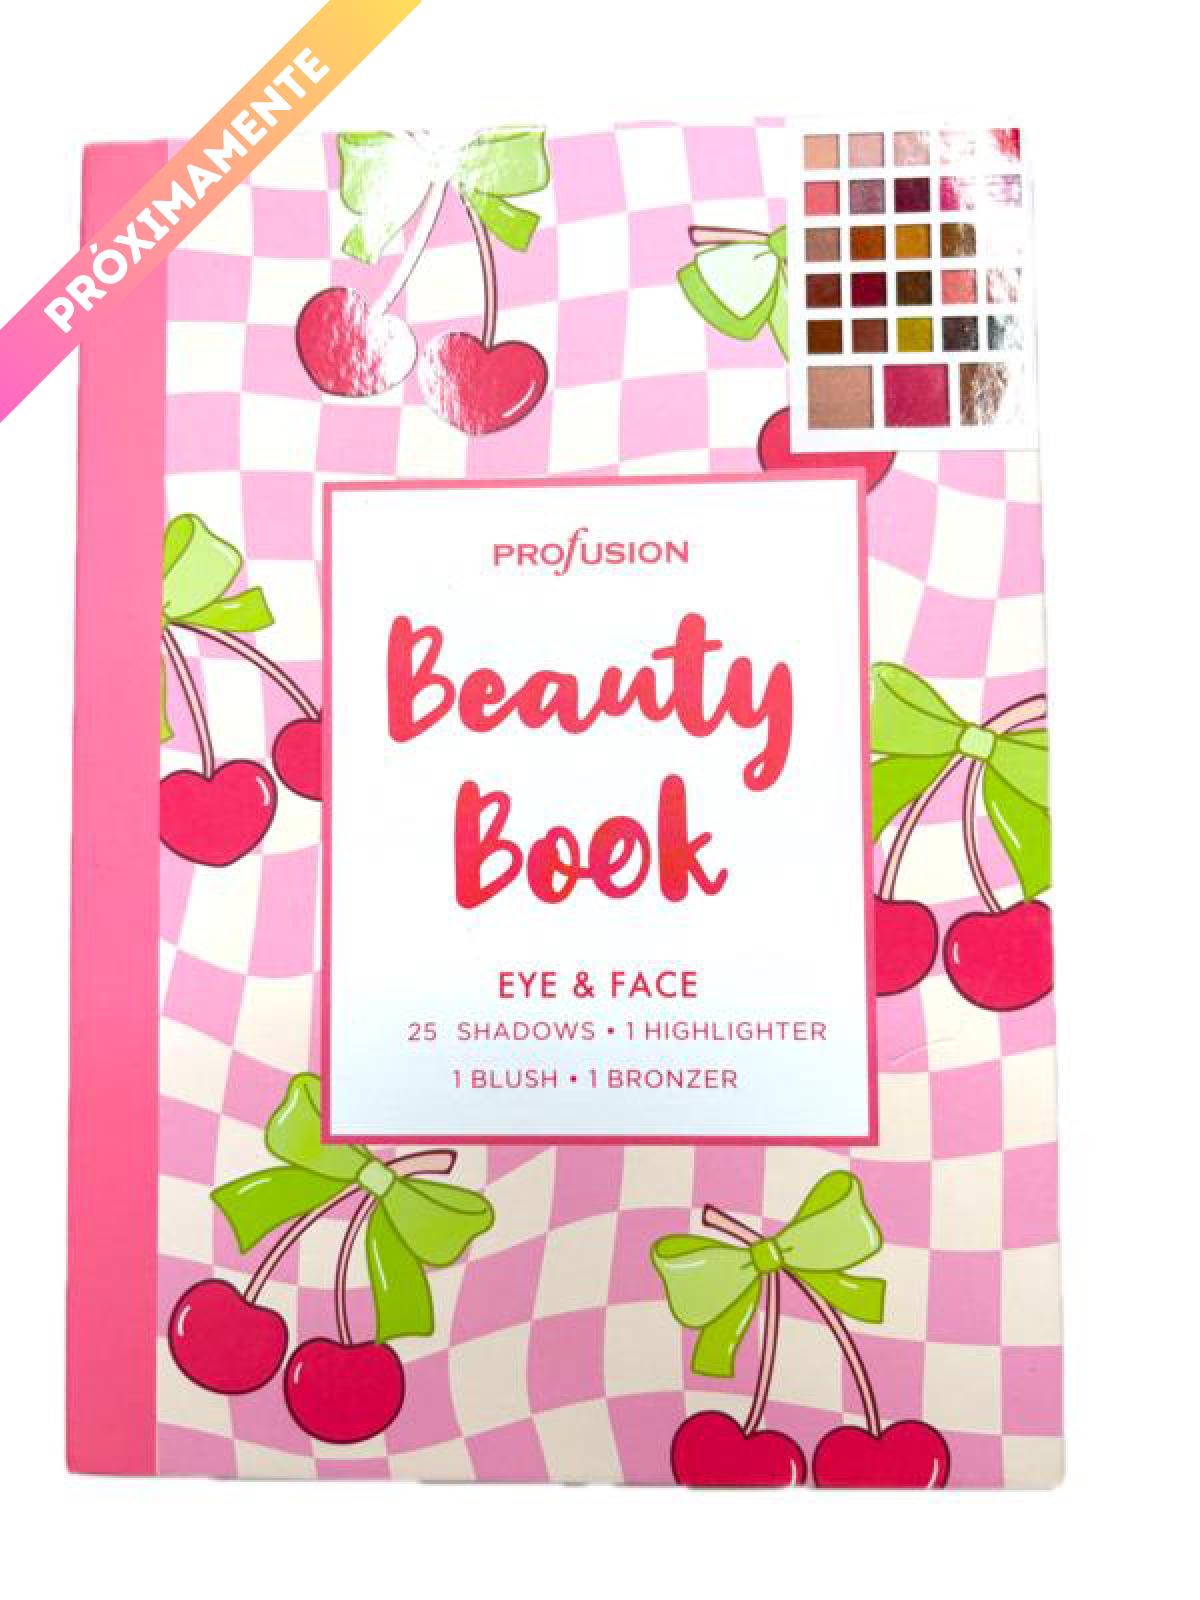 PRÓXIMAMENTE
PROFUSION
Beauty
Book
EYE & FACE
25 SHADOWS • 1 HIGHLIGHTER
1 BLUSH • 1 BRONZER